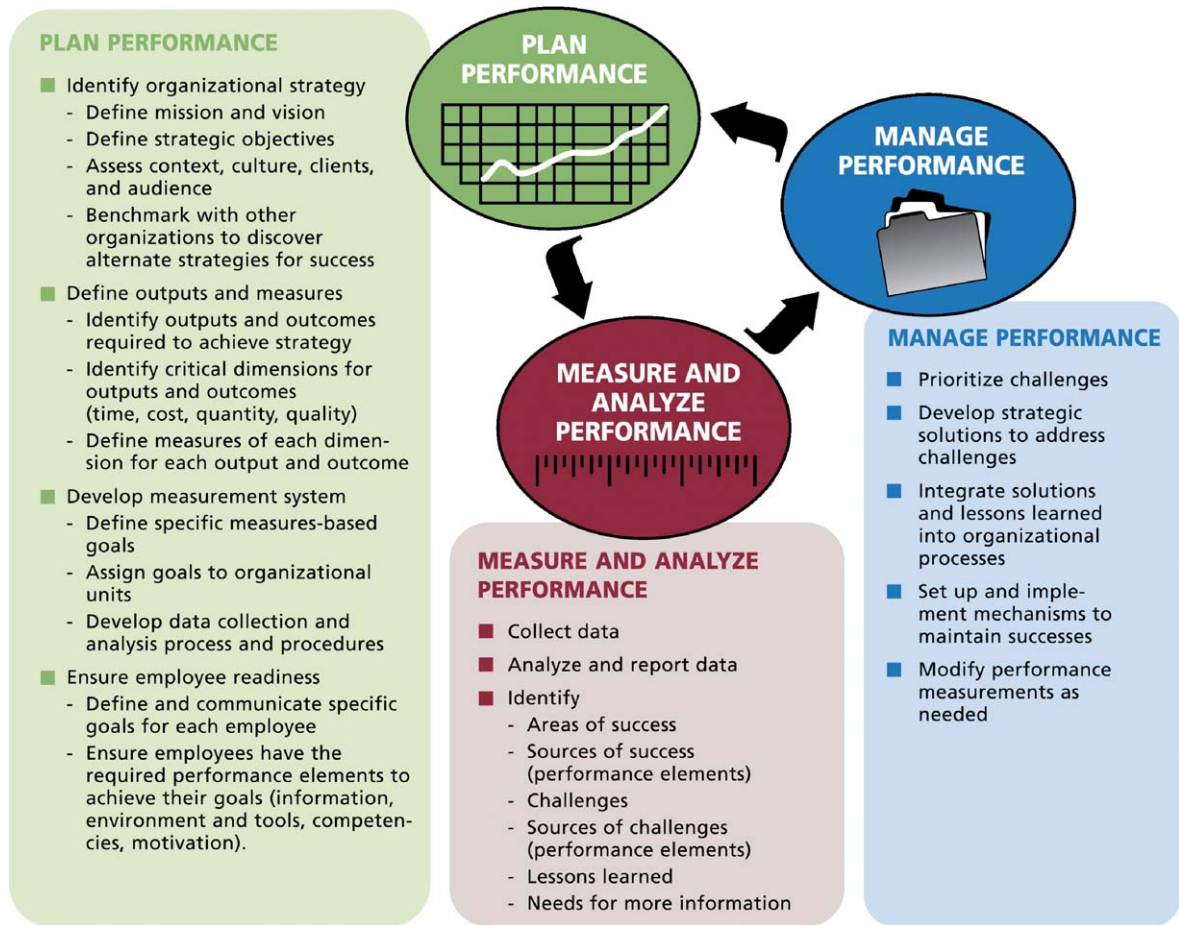 PLAN PERFORMANCE
■ Identify organizational strategy
- Define mission and vision
- Define strategic objectives
- Assess context, culture, clients,
and audience
- Benchmark with other
organizations to discover
alternate strategies for success
■ Define outputs and measures
- Identify outputs and outcomes
required to achieve strategy
- Identify critical dimensions for
outputs and outcomes
(time, cost, quantity, quality)
- Define measures of each dimen-
sion for each output and outcome
■ Develop measurement system
- Define specific measures-based
goals
- Assign goals to organizational
units
- Develop data collection and
analysis process and procedures
■ Ensure employee readiness
- Define and communicate specific
goals for each employee
- Ensure employees have the
required performance elements to
achieve their goals (information,
environment and tools, competen-
cies, motivation).
PLAN
PERFORMANCE
MEASURE AND
ANALYZE
PERFORMANCE
MANAGE
PERFORMANCE
MEASURE AND ANALYZE
PERFORMANCE
■ Collect data
■ Analyze and report data
■ Identify
- Areas of success
- Sources of success
(performance elements)
- Challenges
- Sources of challenges
(performance elements)
- Lessons learned
- Needs for more information
MANAGE PERFORMANCE
■ Prioritize challenges
■ Develop strategic
solutions to address
challenges
■ Integrate solutions
and lessons learned
into organizational
processes
■ Set up and imple-
ment mechanisms to
maintain successes
■ Modify performance
measurements as
needed